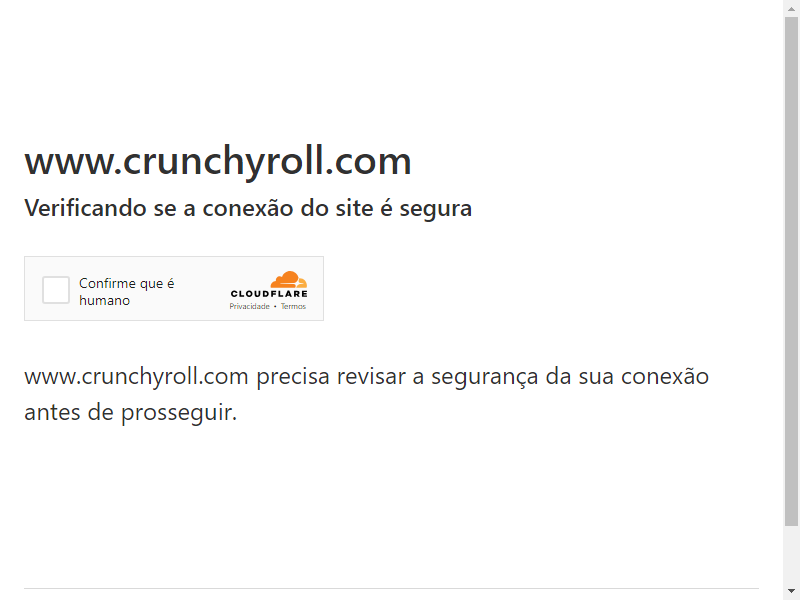 www.crunchyroll.com
Verificando se a conexão do site é segura
Confirme que é
humano
CLOUDFLARE
Privacidade • Termos
www.crunchyroll.com precisa revisar a segurança da sua conexão
antes de prosseguir.